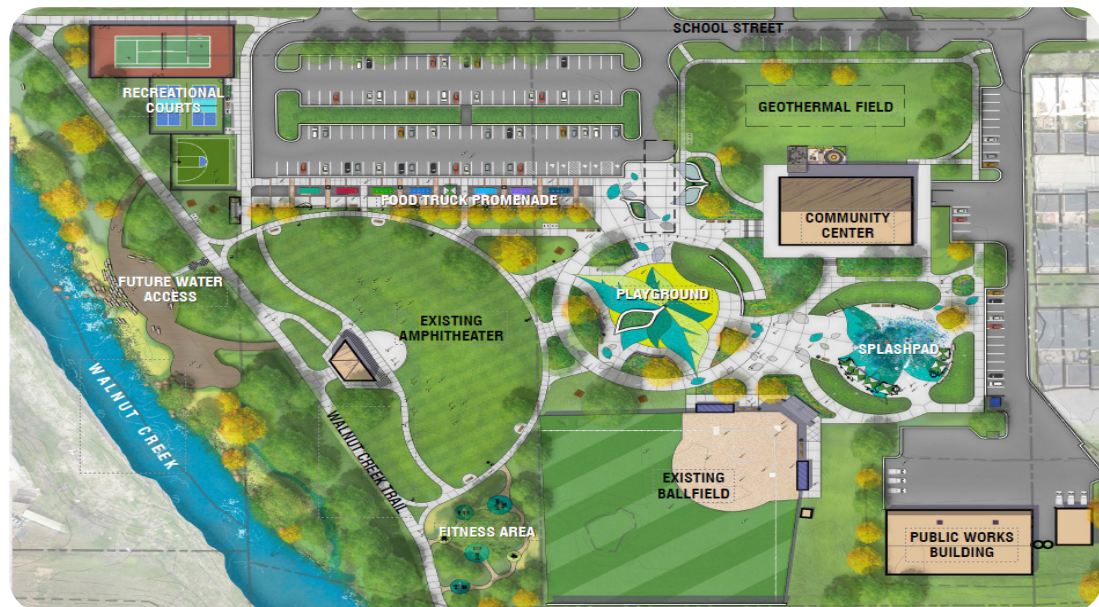 SCHOOL STREET
RECREATIONAL
COURTS
GEOTHERMAL FIELD
FOOD TRUCK PROMENADE
COMMUNITY
CENTER
FUTURE WATER
ACCESS
EXISTING
AMPHITHEATER
PLAYGROUND
SPLASHPAD
WALNUT CREEK
WALNUT CREEK TRAIL
EXISTING
BALLFIELD
FITNESS AREA
PUBLIC WORKS
BUILDING